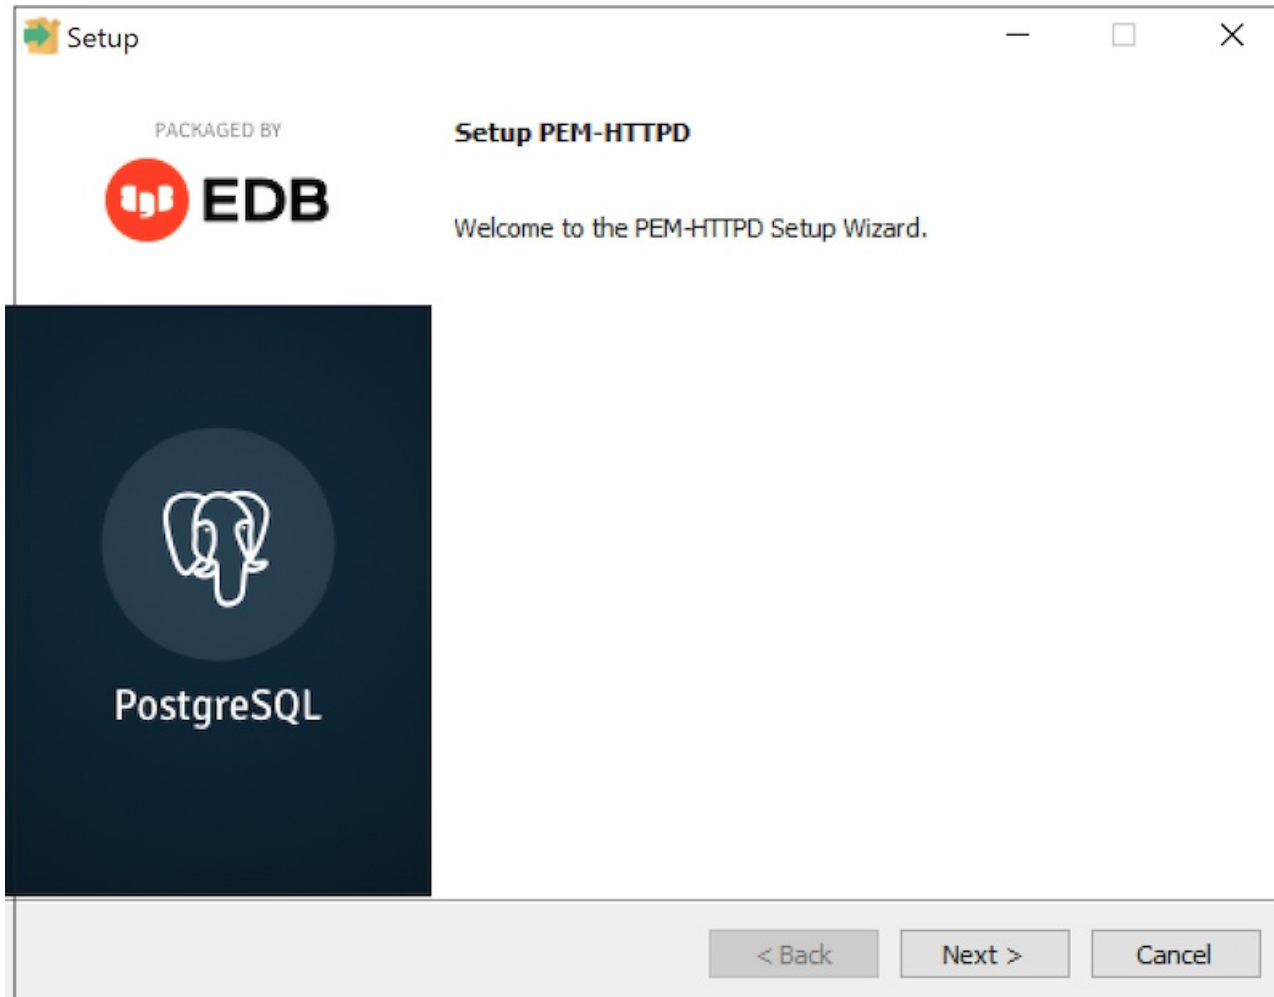 Setup
PACKAGED BY
EDB
Setup PEM-HTTPD
Welcome to the PEM-HTTPD Setup Wizard.
PostgreSQL
< Back
Next >
Cancel